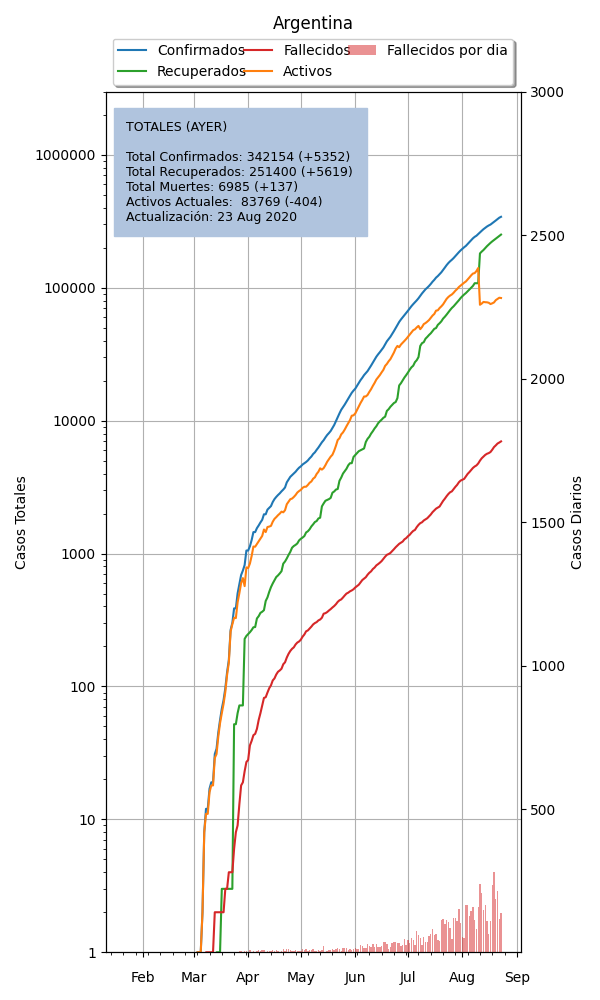 Argentina
Confirmados
Recuperados
Fallecidos
Activos
Fallecidos por dia
TOTALES (AYER)
Total Confirmados: 342154 (+5352)
Total Recuperados: 251400 (+5619)
Total Muertes: 6985 (+137)
Activos Actuales:  83769 (-404)
Actualización: 23 Aug 2020
Casos Totales
1000000
100000
10000
1000
100
10
1
Feb Mar Apr May Jun Jul Aug Sep
3000
2500
2000
1500
1000
500
Casos Diarios